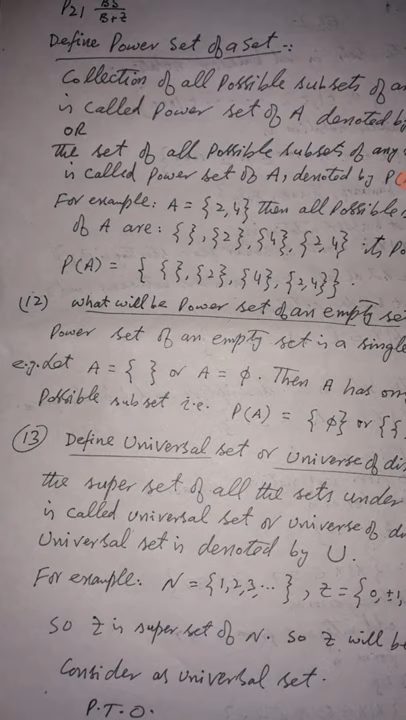 P21 BS
B+Z
Define Power set of a set -:
Collection of all possible subsets of
is called Power set of A denoted by
OR
The set of all possible subsets of any
is called Power set of A, denoted by P(
For example: A = {2,4} then all possible
of A are: { }, {2}, {4}, {2,4} its
P(A) = { { }, {2}, {4}, {2,4} }.
(12) what will be Power set of an empty
Power set of an empty set is a single
e.g. let A = { } or A = ϕ. Then A has
Possible subset i.e. P(A) = {ϕ} or {{
(13) Define Universal set or Universe of
the super set of all the sets under
is called universal set or universe of
Universal set is denoted by U.
For example: N = {1,2,3,...}, Z = {0, ±1,
So Z is super set of N. So Z will be
Consider as universal set.
P.T.O.